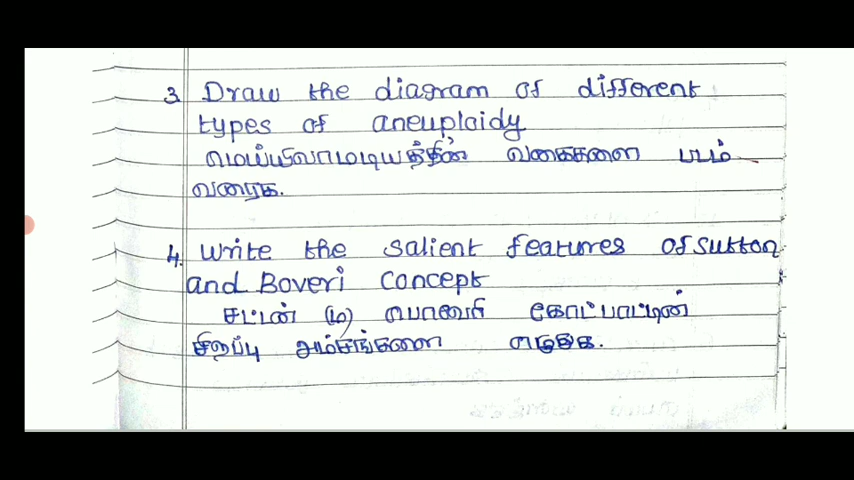 3. Draw the diagram of different
types of aneuploidy
மெய்யிலாமடியத்தின் வகைகளை படம்
வரைக.
4. Write the salient features of Sutton
and Boveri Concept
சட்டன் (ம) பொவேரி கோட்பாட்டின்
சிறப்பு அம்சங்களை எழுதுக.